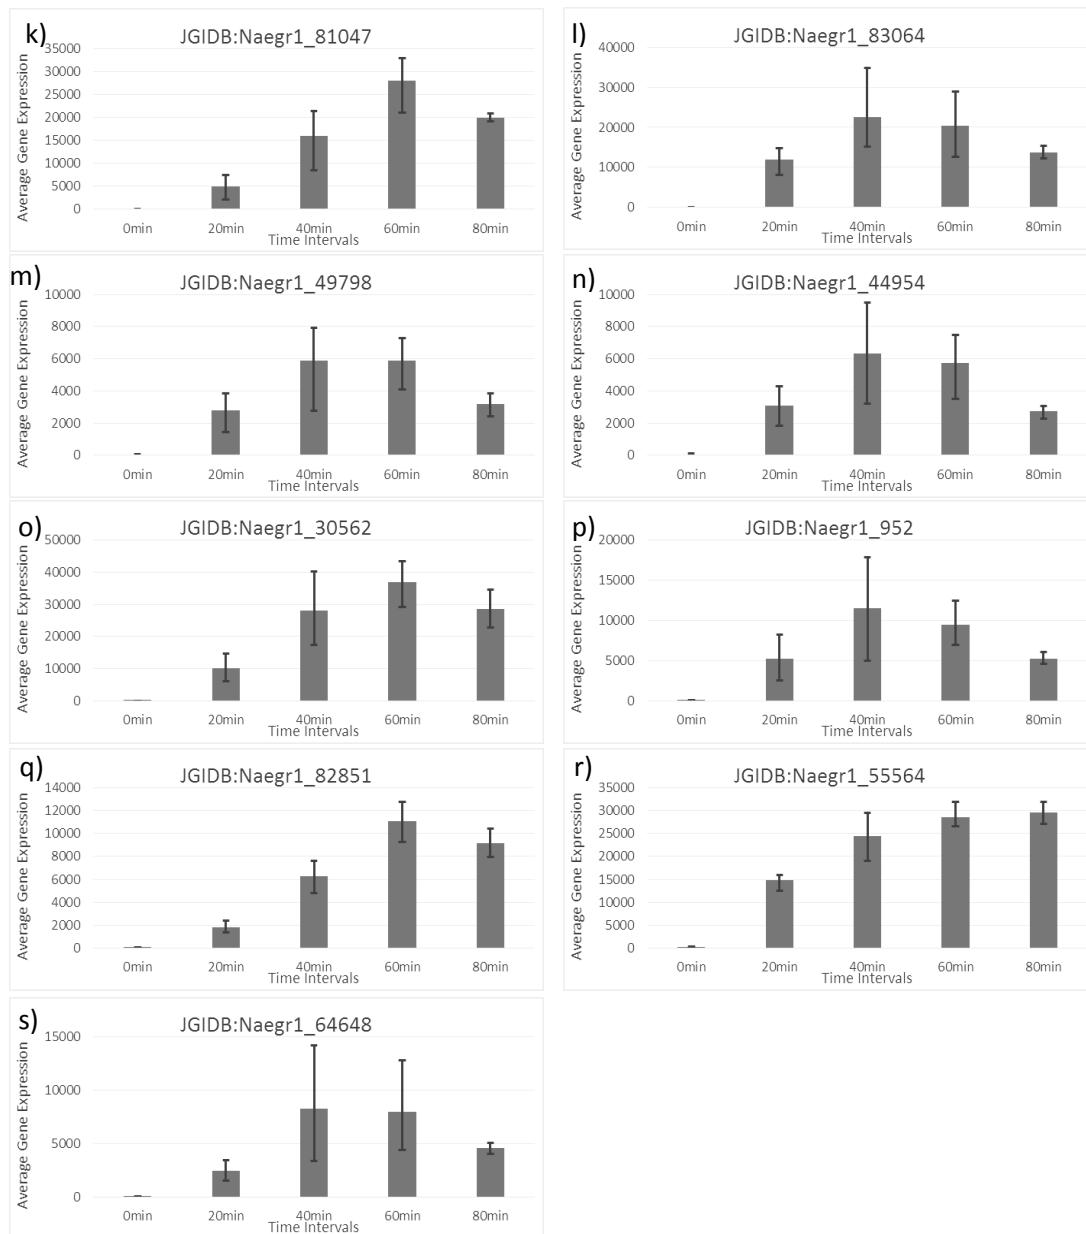 k)
JGIDB:Naegr1_81047
Average Gene Expression
35000
30000
25000
20000
15000
10000
5000
0
0min 20min 40min 60min 80min
Time Intervals
l)
JGIDB:Naegr1_83064
Average Gene Expression
40000
30000
20000
10000
0
0min 20min 40min 60min 80min
Time Intervals
m)
JGIDB:Naegr1_49798
Average Gene Expression
10000
8000
6000
4000
2000
0
0min 20min 40min 60min 80min
Time Intervals
n)
JGIDB:Naegr1_44954
Average Gene Expression
10000
8000
6000
4000
2000
0
0min 20min 40min 60min 80min
Time Intervals
o)
JGIDB:Naegr1_30562
Average Gene Expression
50000
40000
30000
20000
10000
0
0min 20min 40min 60min 80min
Time Intervals
p)
JGIDB:Naegr1_952
Average Gene Expression
20000
15000
10000
5000
0
0min 20min 40min 60min 80min
Time Intervals
q)
JGIDB:Naegr1_82851
Average Gene Expression
14000
12000
10000
8000
6000
4000
2000
0
0min 20min 40min 60min 80min
Time Intervals
r)
JGIDB:Naegr1_55564
Average Gene Expression
35000
30000
25000
20000
15000
10000
5000
0
0min 20min 40min 60min 80min
Time Intervals
s)
JGIDB:Naegr1_64648
Average Gene Expression
15000
10000
5000
0
0min 20min 40min 60min 80min
Time Intervals